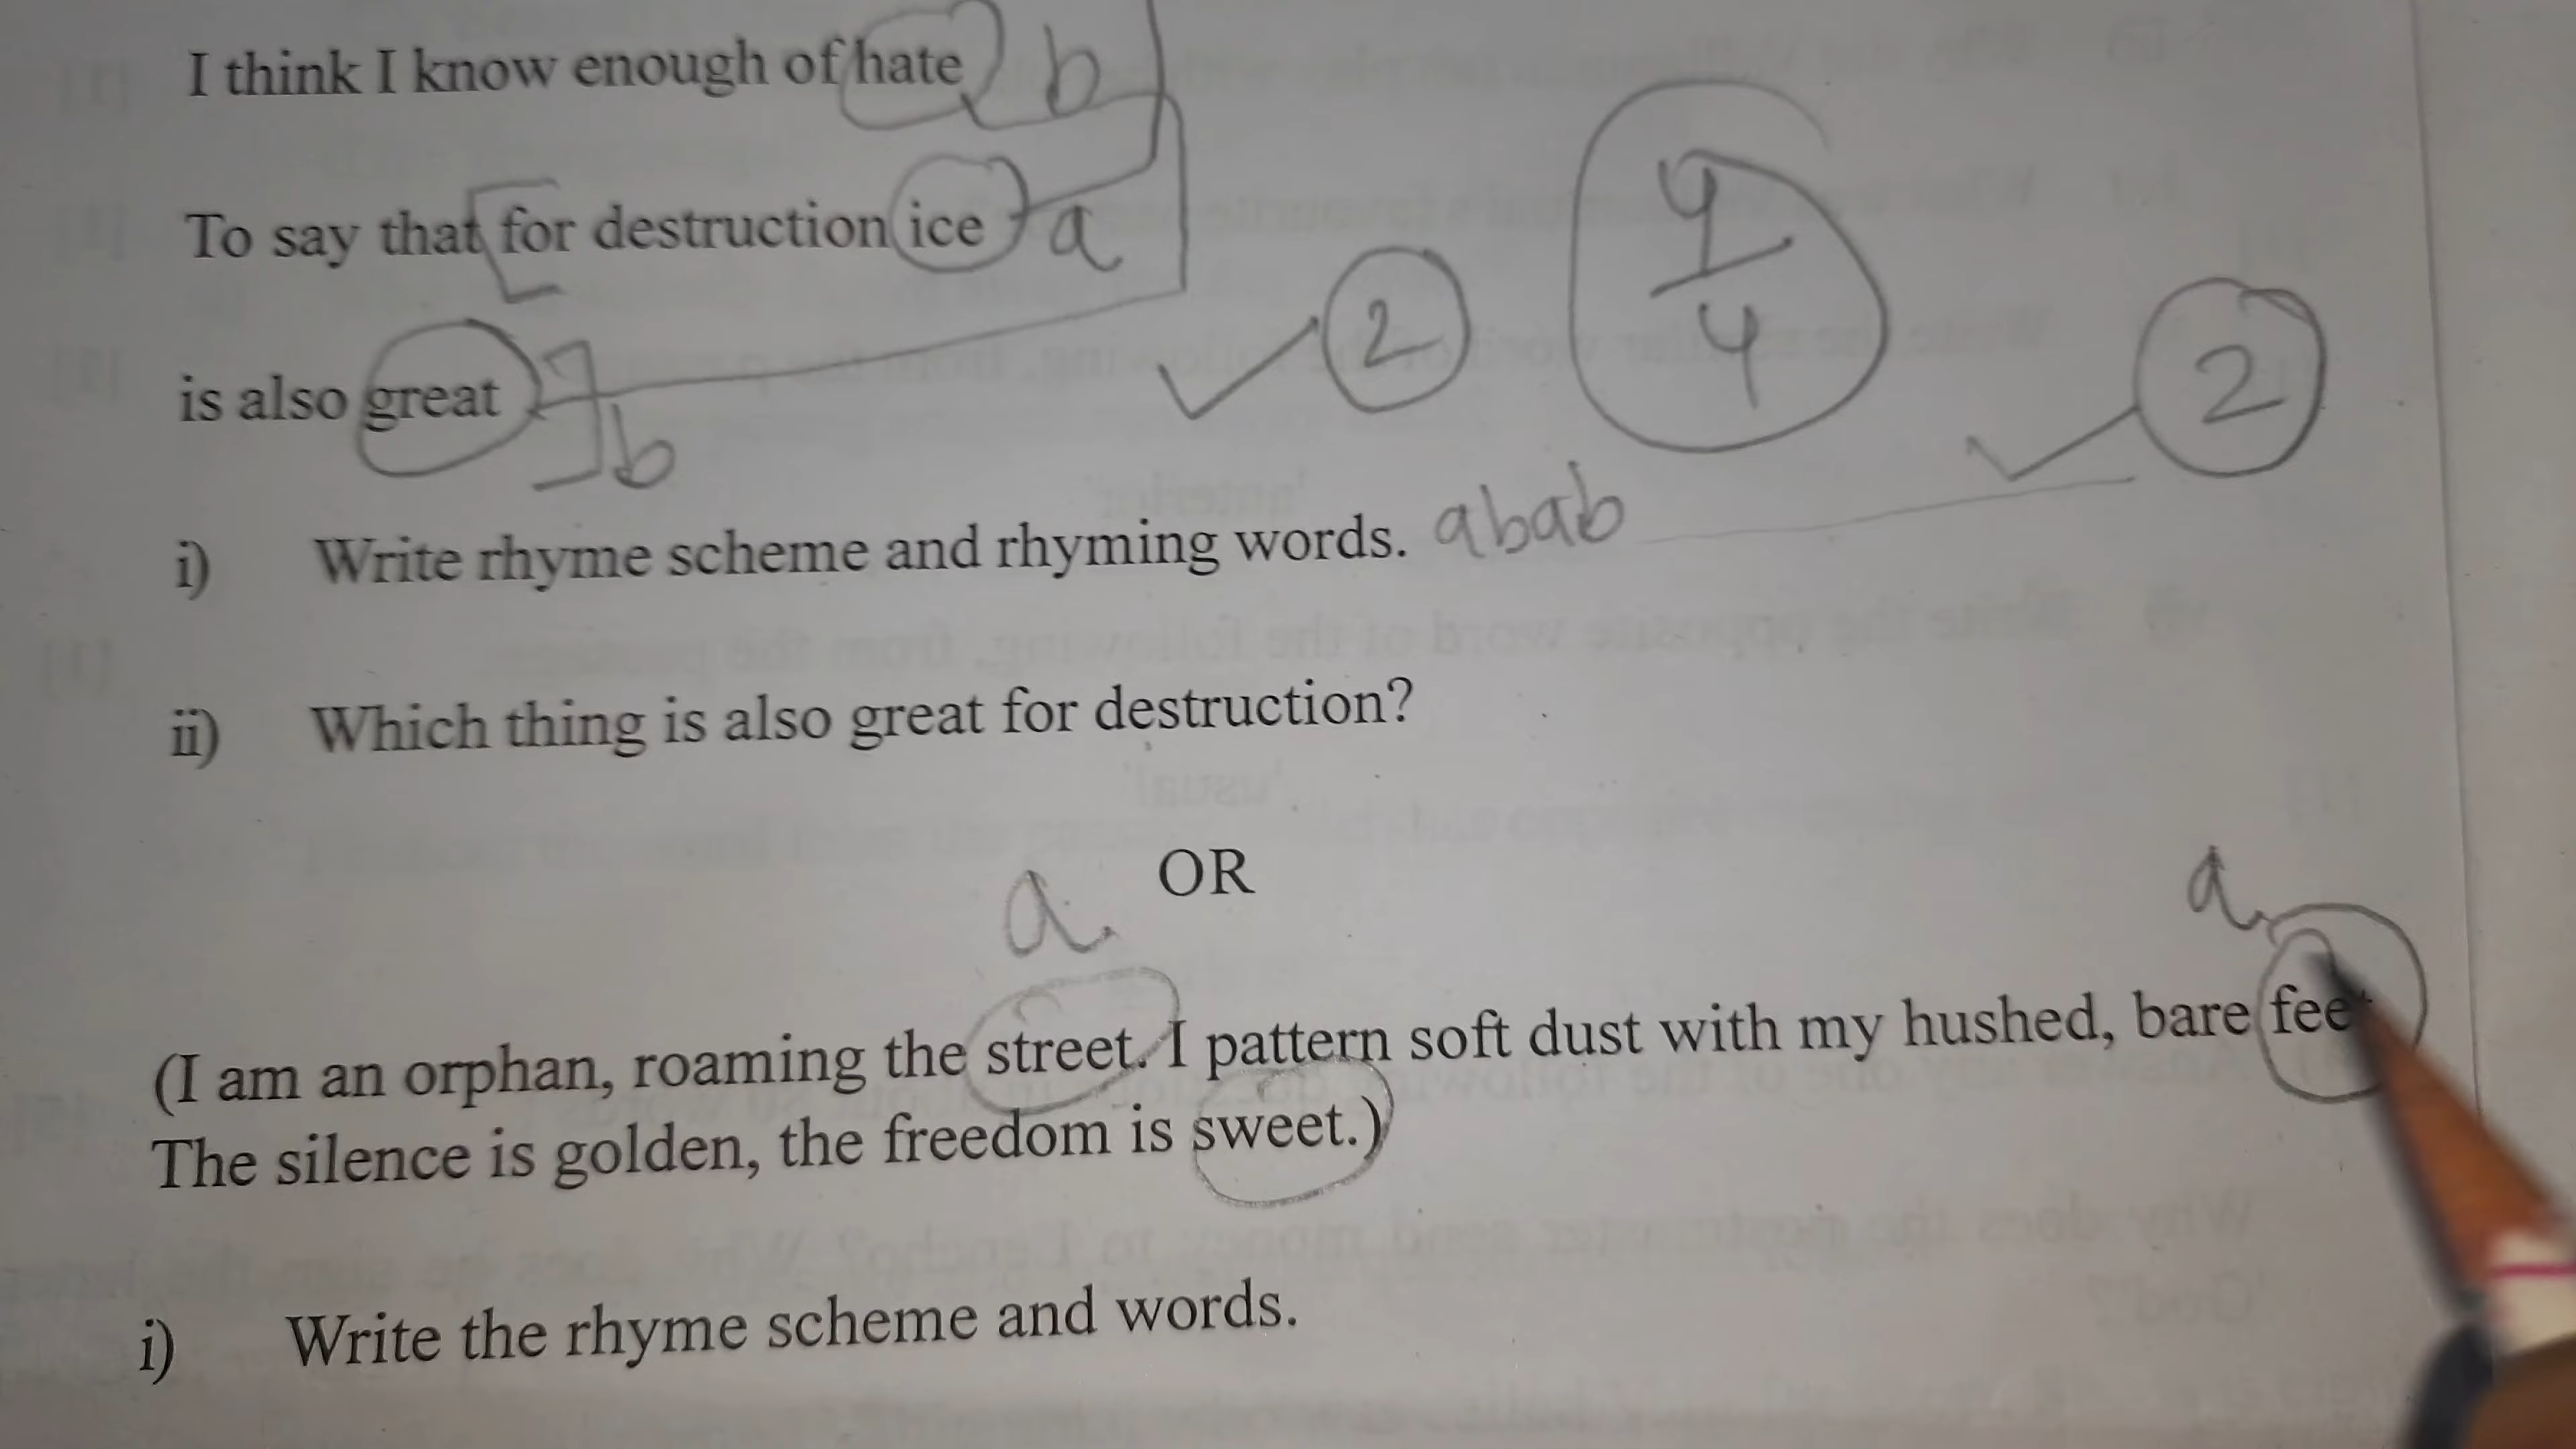 I think I know enough of hate b
To say that for destruction ice a
is also great b
2
4
2
i) Write rhyme scheme and rhyming words. abab
ii) Which thing is also great for destruction?
a OR
a
(I am an orphan, roaming the street. I pattern soft dust with my hushed, bare feet
The silence is golden, the freedom is sweet.)
i) Write the rhyme scheme and words.